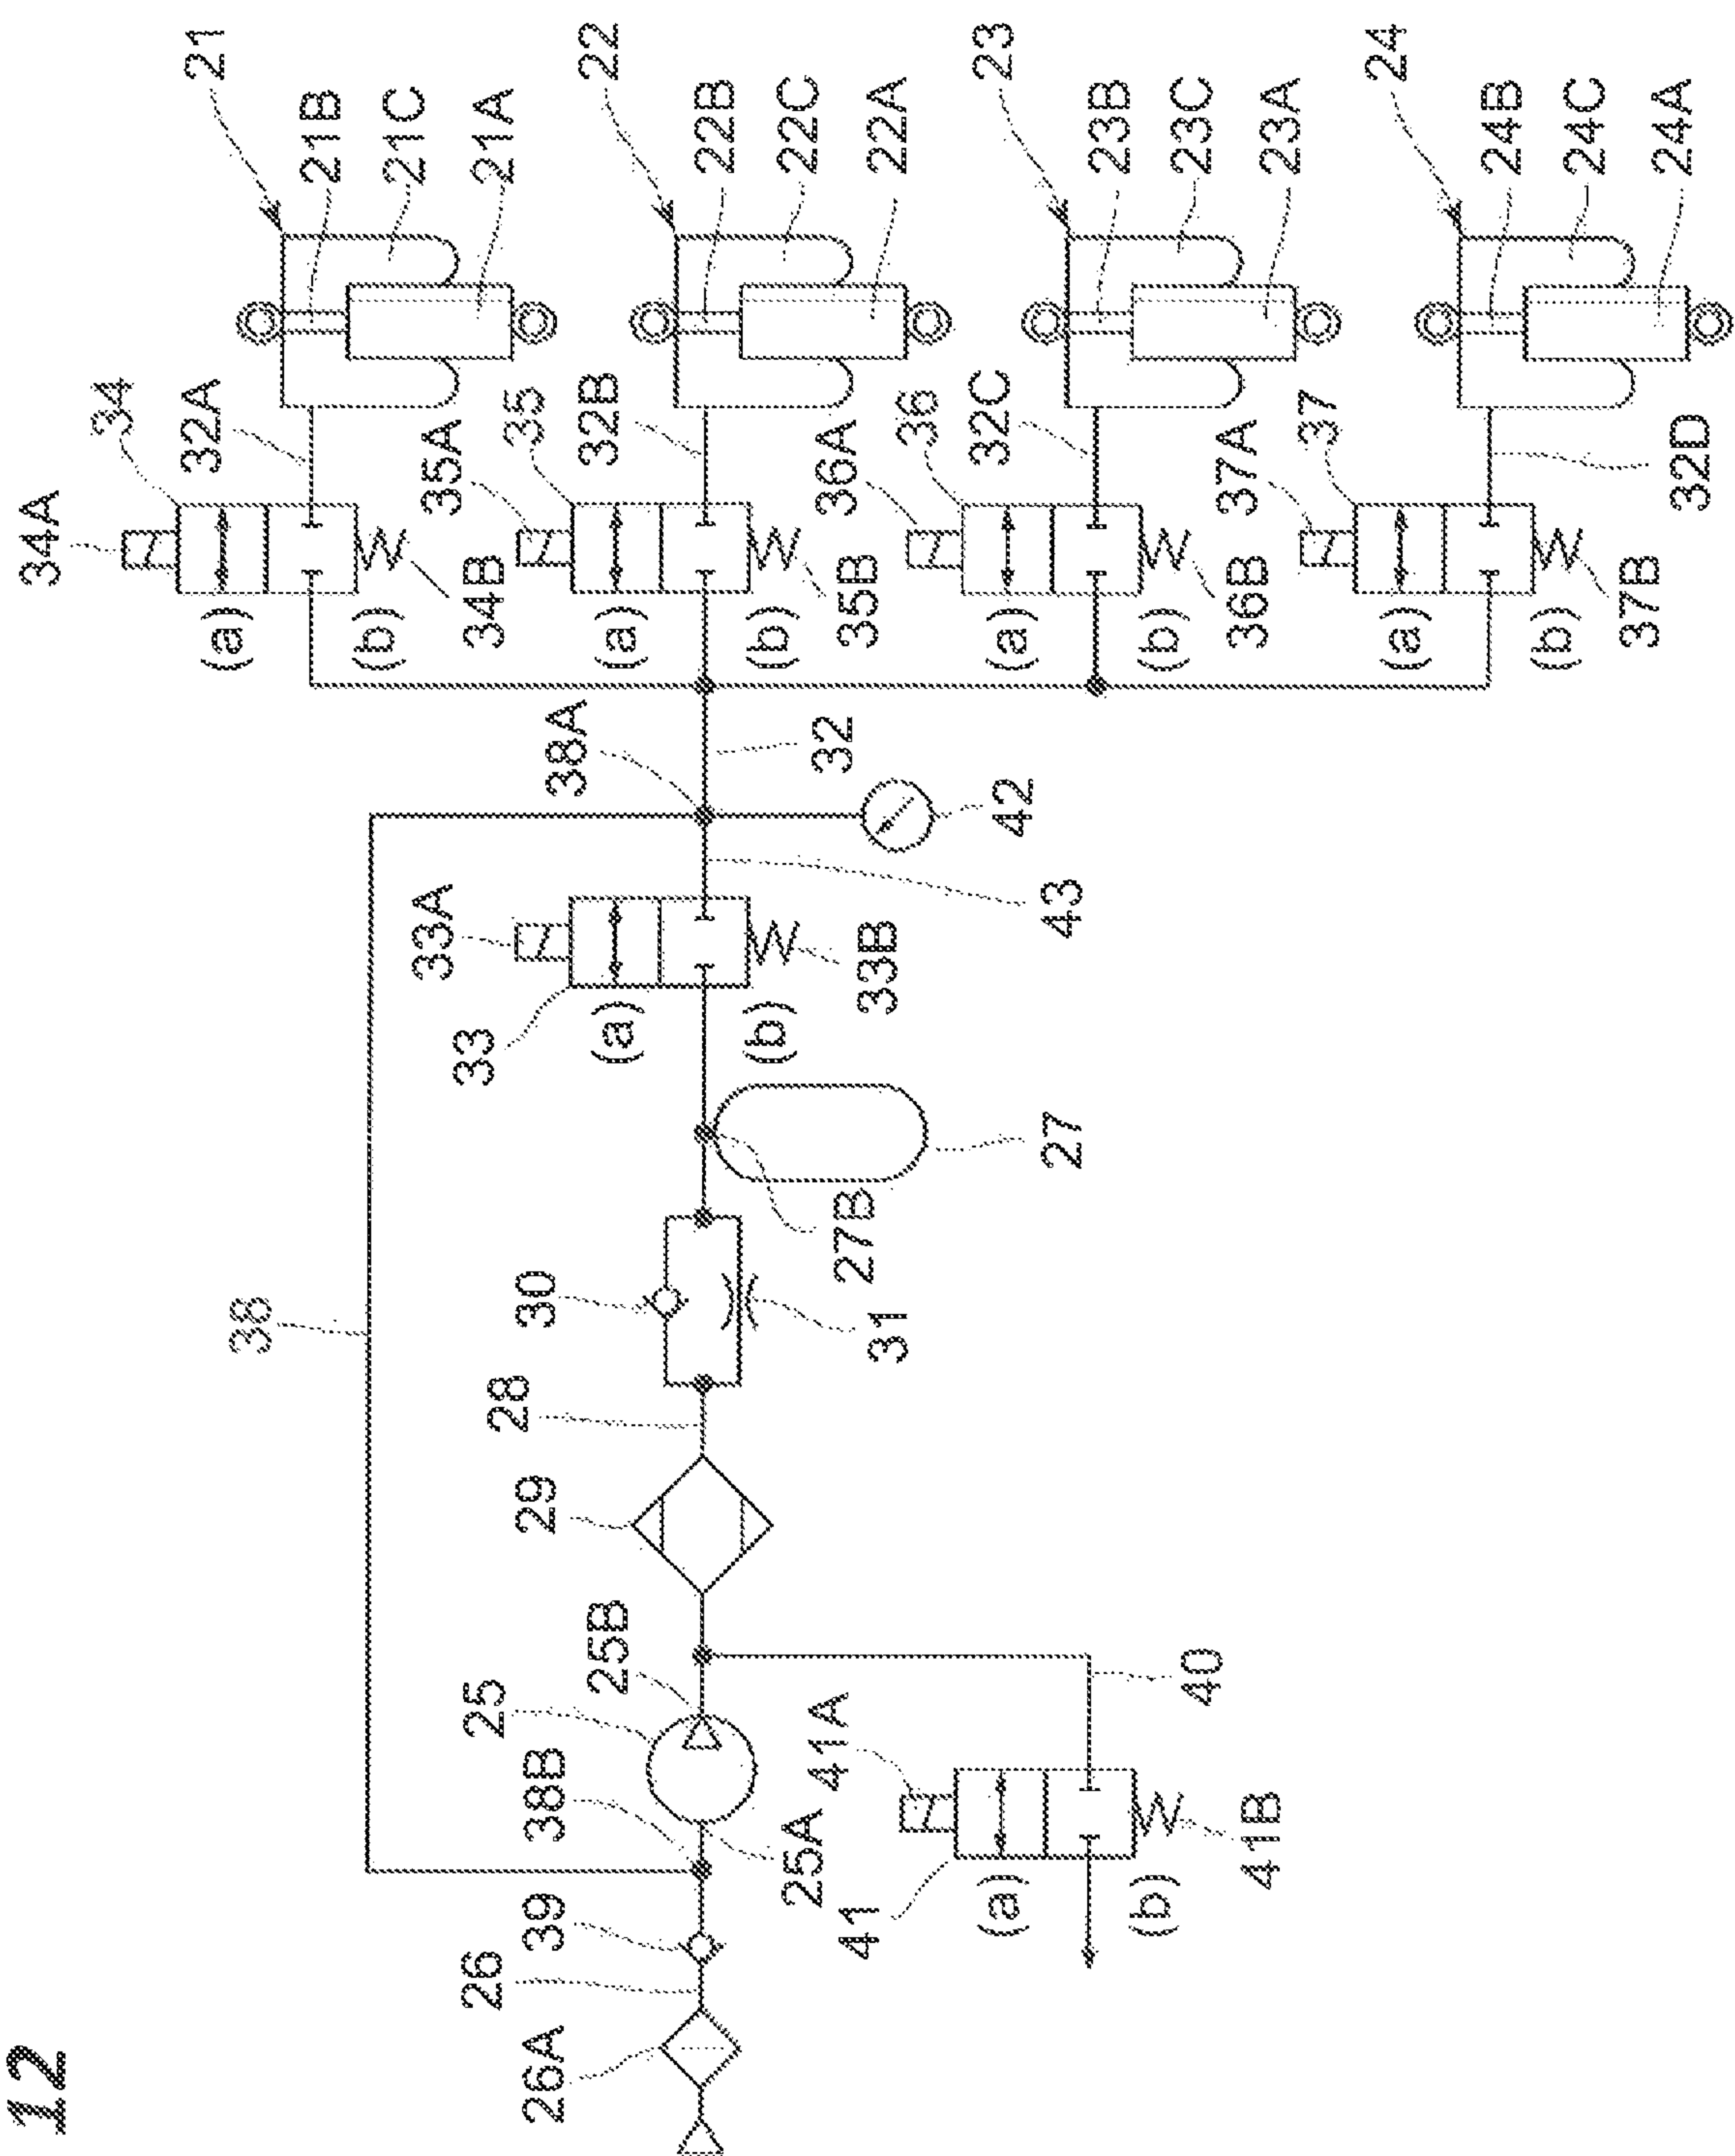 12
21
21B
21C
21A
22
22B
22C
22A
23
23B
23C
23A
24
24B
24C
24A
34A
34
32A
(a)
(b)
34B
35A
35
32B
(a)
(b)
35B
36A
36
32C
(a)
(b)
36B
37A
37
32D
(a)
(b)
37B
38A
32
42
43
33A
33
(a)
(b)
33B
27
27B
38
30
31
28
29
25B
25
38B
25A
41A
41
(a)
(b)
41B
40
39
26
26A